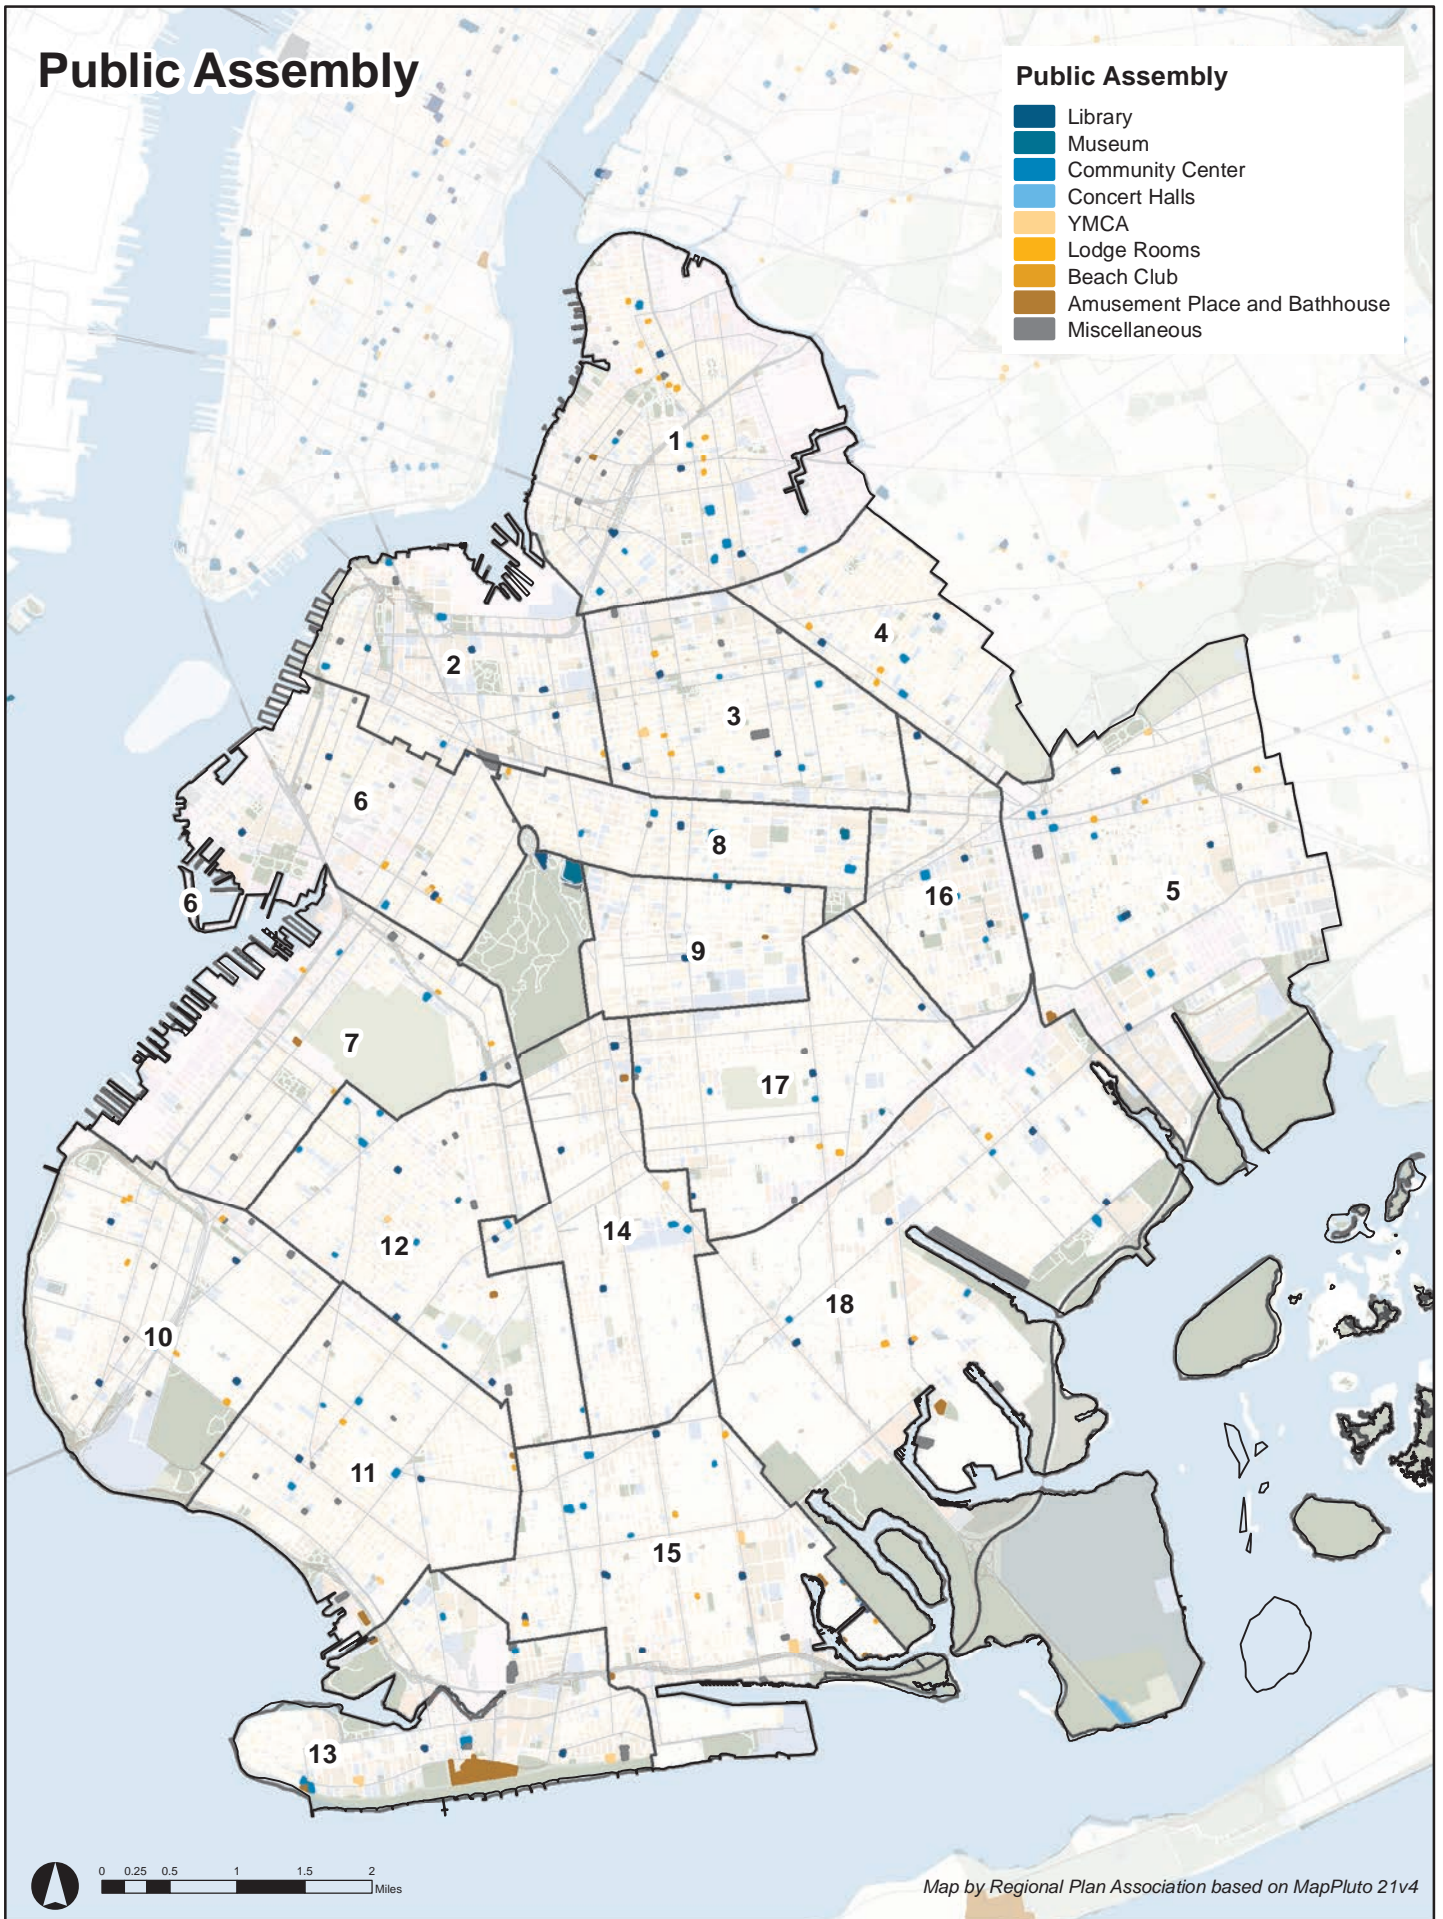 Public Assembly
Public Assembly
Library
Museum
Community Center
Concert Halls
YMCA
Lodge Rooms
Beach Club
Amusement Place and Bathhouse
Miscellaneous
1
4
2
3
6
8
5
16
6
9
7
17
14
12
18
10
11
15
13
0 0.25 0.5 1 1.5 2
Miles
Map by Regional Plan Association based on MapPluto 21v4